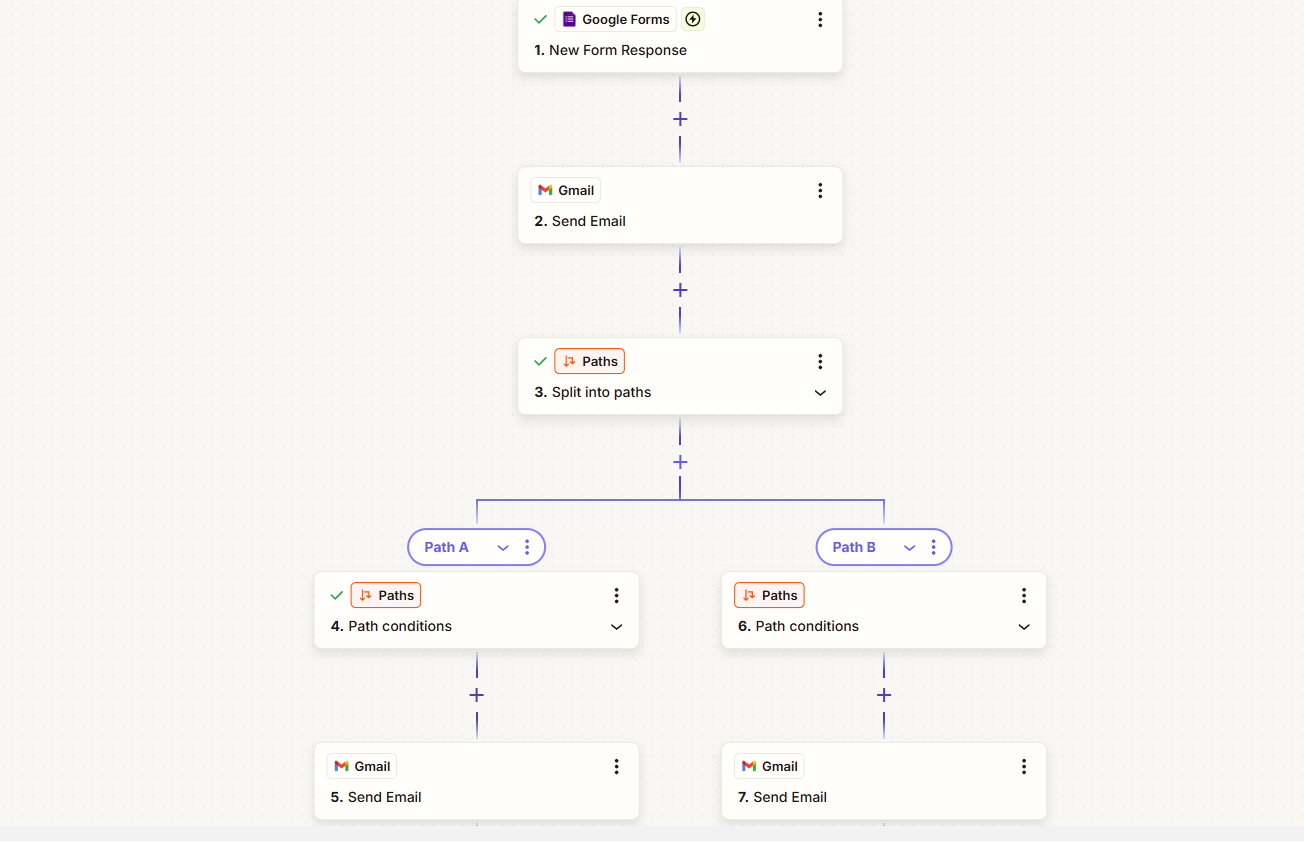 Google Forms
1. New Form Response
Gmail
2. Send Email
Paths
3. Split into paths
Path A
Path B
Paths
4. Path conditions
Paths
6. Path conditions
Gmail
5. Send Email
Gmail
7. Send Email